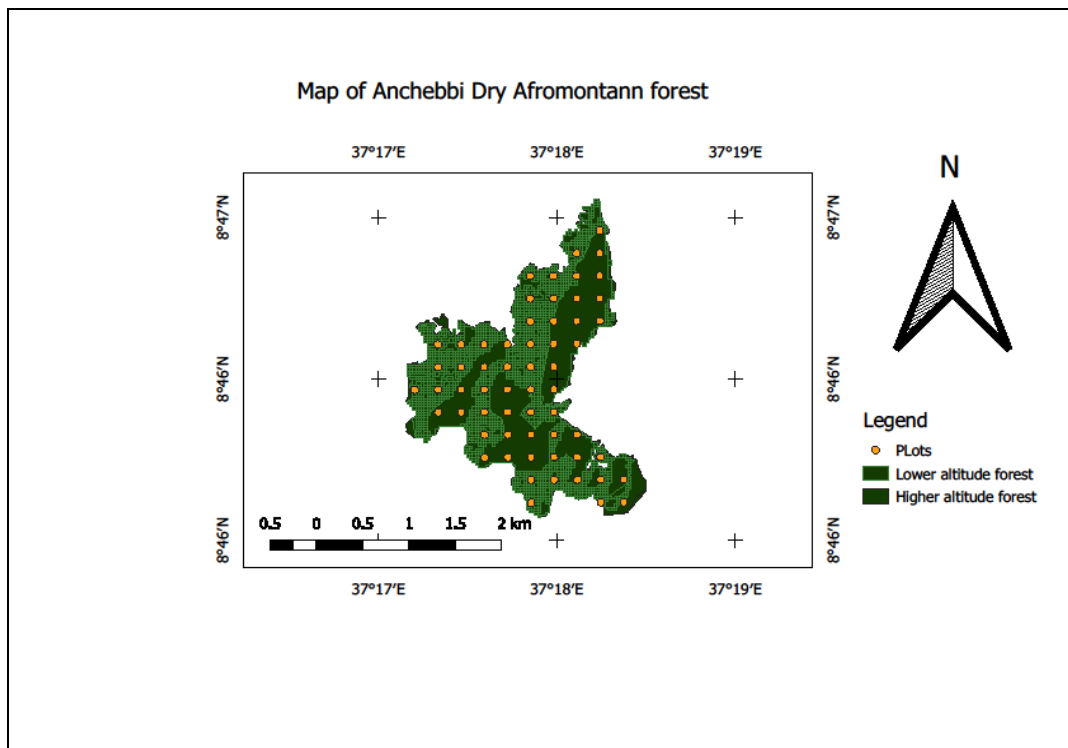 Map of Anchebbi Dry Afromontann forest
37°17'E 37°18'E 37°19'E
N
8°47'N 8°47'N
8°46'N 8°46'N
Legend
PLots
Lower altitude forest
Higher altitude forest
0.5 0 0.5 1 1.5 2 km
8°46'N 8°46'N
37°17'E 37°18'E 37°19'E